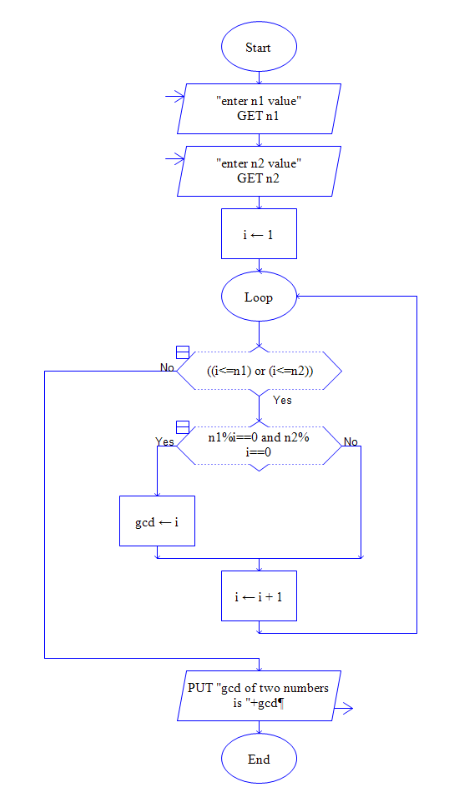 Start
"enter n1 value"
GET n1
"enter n2 value"
GET n2
i ← 1
Loop
No
((i<=n1) or (i<=n2))
Yes
Yes
n1%i==0 and n2%
i==0
No
gcd ← i
i ← i + 1
PUT "gcd of two numbers
is "+gcd¶
End